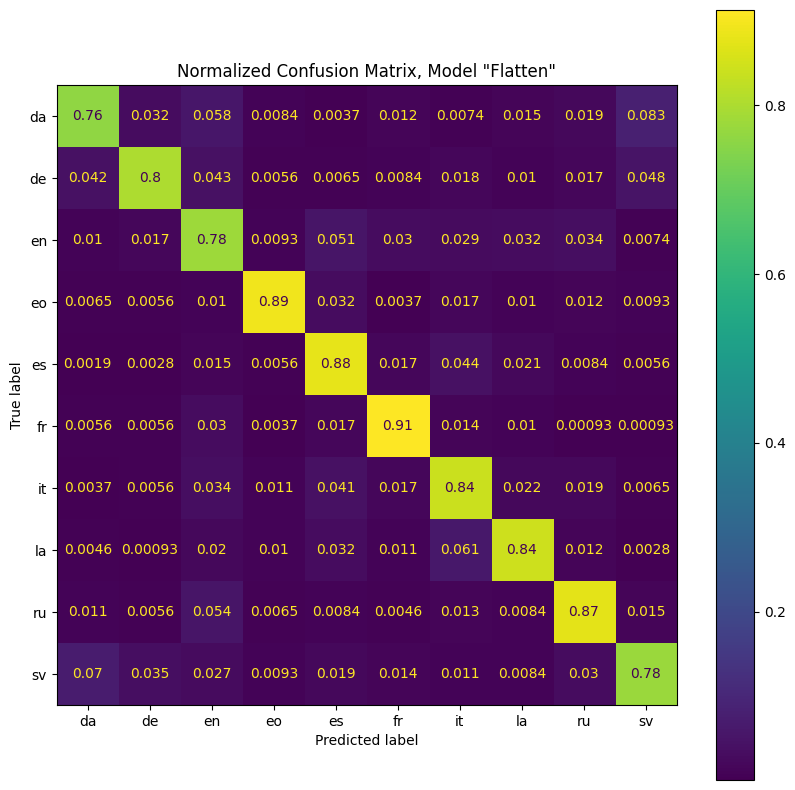 Normalized Confusion Matrix, Model "Flatten"
da 0.76 0.032 0.058 0.0084 0.0037 0.012 0.0074 0.015 0.019 0.083
de 0.042 0.8 0.043 0.0056 0.0065 0.0084 0.018 0.01 0.017 0.048
en 0.01 0.017 0.78 0.0093 0.051 0.03 0.029 0.032 0.034 0.0074
eo 0.0065 0.0056 0.01 0.89 0.032 0.0037 0.017 0.01 0.012 0.0093
es 0.0019 0.0028 0.015 0.0056 0.88 0.017 0.044 0.021 0.0084 0.0056
fr 0.0056 0.0056 0.03 0.0037 0.017 0.91 0.014 0.01 0.00093 0.00093
it 0.0037 0.0056 0.034 0.011 0.041 0.017 0.84 0.022 0.019 0.0065
la 0.0046 0.00093 0.02 0.01 0.032 0.011 0.061 0.84 0.012 0.0028
ru 0.011 0.0056 0.054 0.0065 0.0084 0.0046 0.013 0.0084 0.87 0.015
sv 0.07 0.035 0.027 0.0093 0.019 0.014 0.011 0.0084 0.03 0.78
da de en eo es fr it la ru sv
Predicted label
True label
0.8
0.6
0.4
0.2